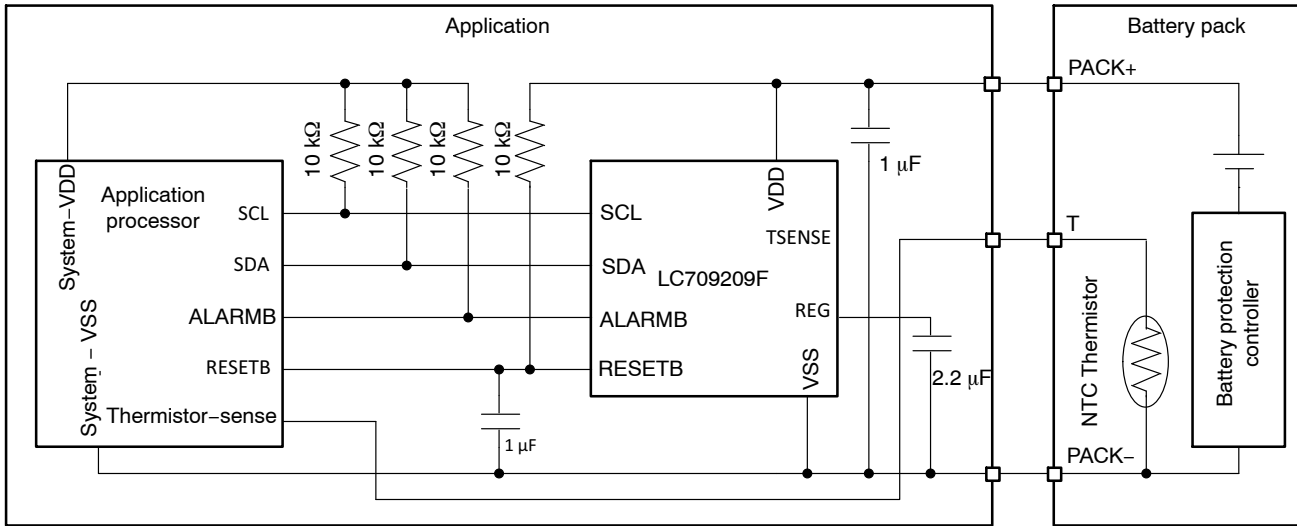 Application
Battery pack
PACK+
10 kΩ
10 kΩ
10 kΩ
10 kΩ
1 μF
System−VDD
Application
processor
VDD
SCL
SCL
TSENSE
T
SDA
SDA
LC709209F
ALARMB
ALARMB
REG
RESETB
RESETB
VSS
2.2 μF
NTC Thermistor
Battery protection
controller
System − VSS
Thermistor−sense
1 μF
PACK−